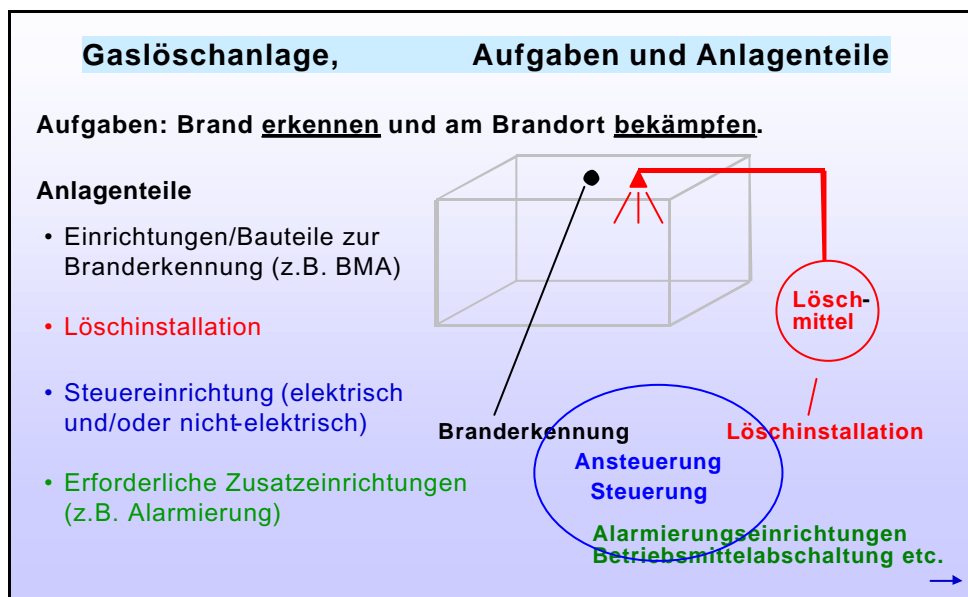 Gaslöschanlage, Aufgaben und Anlagenteile
Aufgaben: Brand erkennen und am Brandort bekämpfen.
Anlagenteile
• Einrichtungen/Bauteile zur
Branderkennung (z.B. BMA)
• Löschinstallation
• Steuereinrichtung (elektrisch
und/oder nicht-elektrisch)
• Erforderliche Zusatzeinrichtungen
(z.B. Alarmierung)
Lösch-
mittel
Branderkennung
Löschinstallation
Ansteuerung
Steuerung
Alarmierungseinrichtungen
Betriebsmittelabschaltung etc.